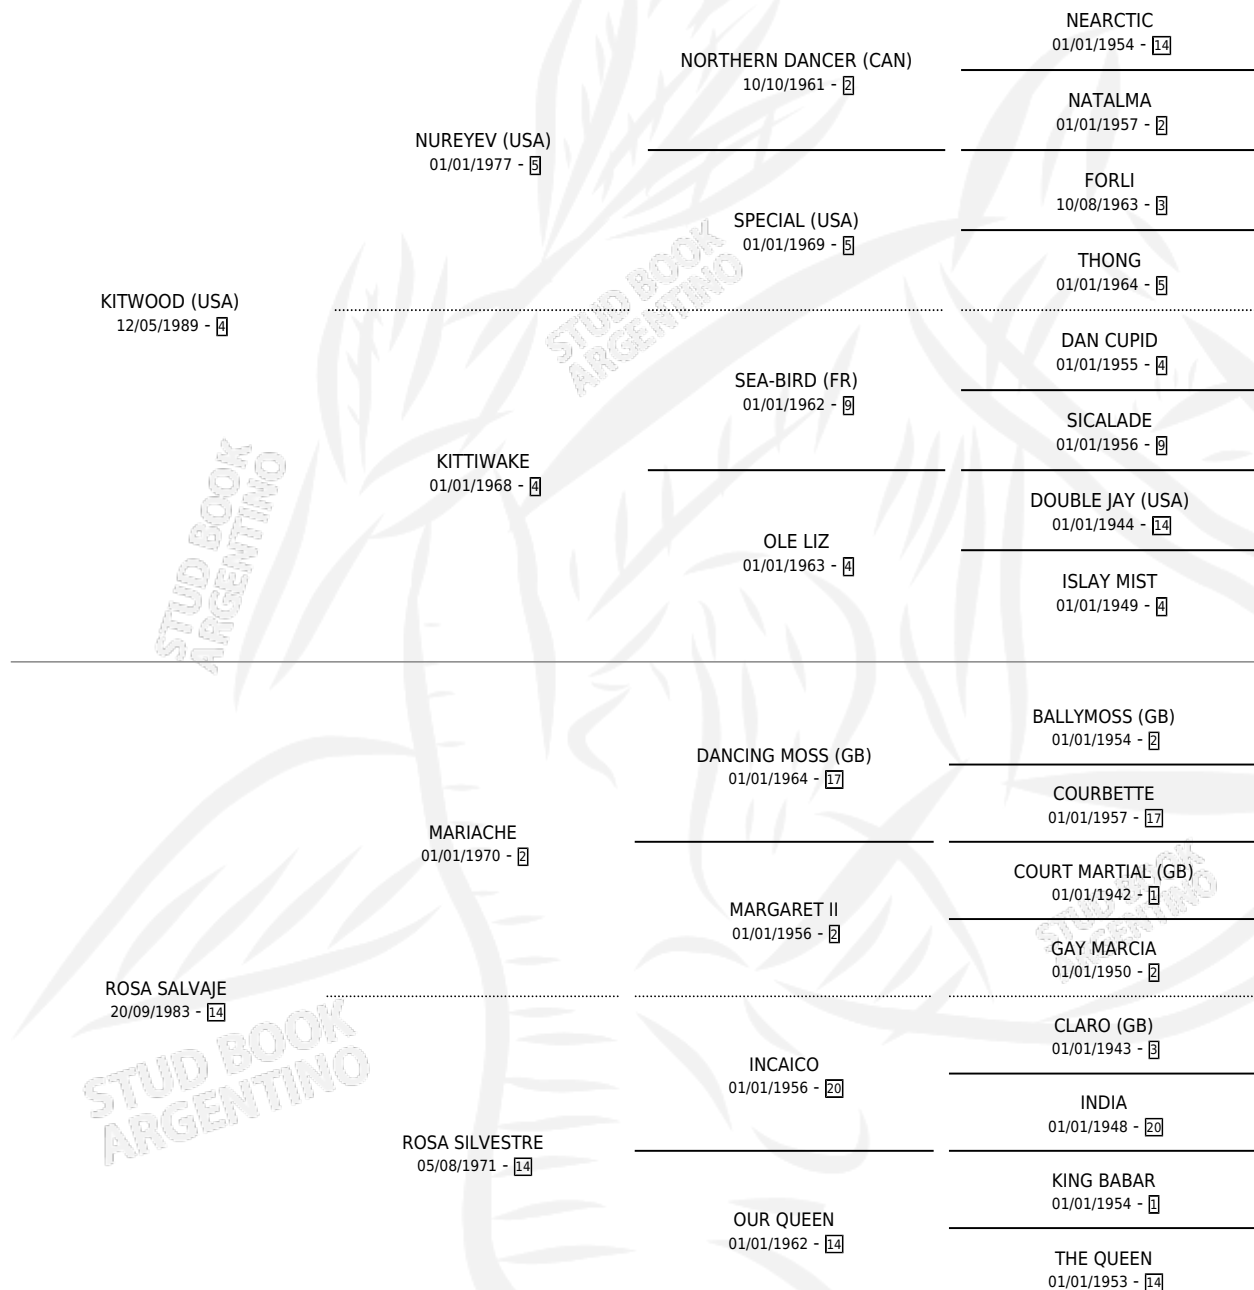 NEARCTIC
01/01/1954 - 14
NORTHERN DANCER (CAN)
10/10/1961 - 2
NATALMA
01/01/1957 - 2
NUREYEV (USA)
01/01/1977 - 5
FORLI
10/08/1963 - 3
SPECIAL (USA)
01/01/1969 - 5
THONG
01/01/1964 - 5
KITWOOD (USA)
12/05/1989 - 4
DAN CUPID
01/01/1955 - 4
SEA-BIRD (FR)
01/01/1962 - 9
SICALADE
01/01/1956 - 9
KITTIWAKE
01/01/1968 - 4
DOUBLE JAY (USA)
01/01/1944 - 14
OLE LIZ
01/01/1963 - 4
ISLAY MIST
01/01/1949 - 4
BALLYMOSS (GB)
01/01/1954 - 2
DANCING MOSS (GB)
01/01/1964 - 17
COURBETTE
01/01/1957 - 17
MARIACHE
01/01/1970 - 2
COURT MARTIAL (GB)
01/01/1942 - 1
MARGARET II
01/01/1956 - 2
GAY MARCIA
01/01/1950 - 2
ROSA SALVAJE
20/09/1983 - 14
CLARO (GB)
01/01/1943 - 3
INCAICO
01/01/1956 - 20
INDIA
01/01/1948 - 20
ROSA SILVESTRE
05/08/1971 - 14
KING BABAR
01/01/1954 - 1
OUR QUEEN
01/01/1962 - 14
THE QUEEN
01/01/1953 - 14
STUD BOOK
ARGENTINO
STUD BOOK
ARGENTINO
STUD BOOK
ARGENTINO
STUD BOOK
ARGENTINO